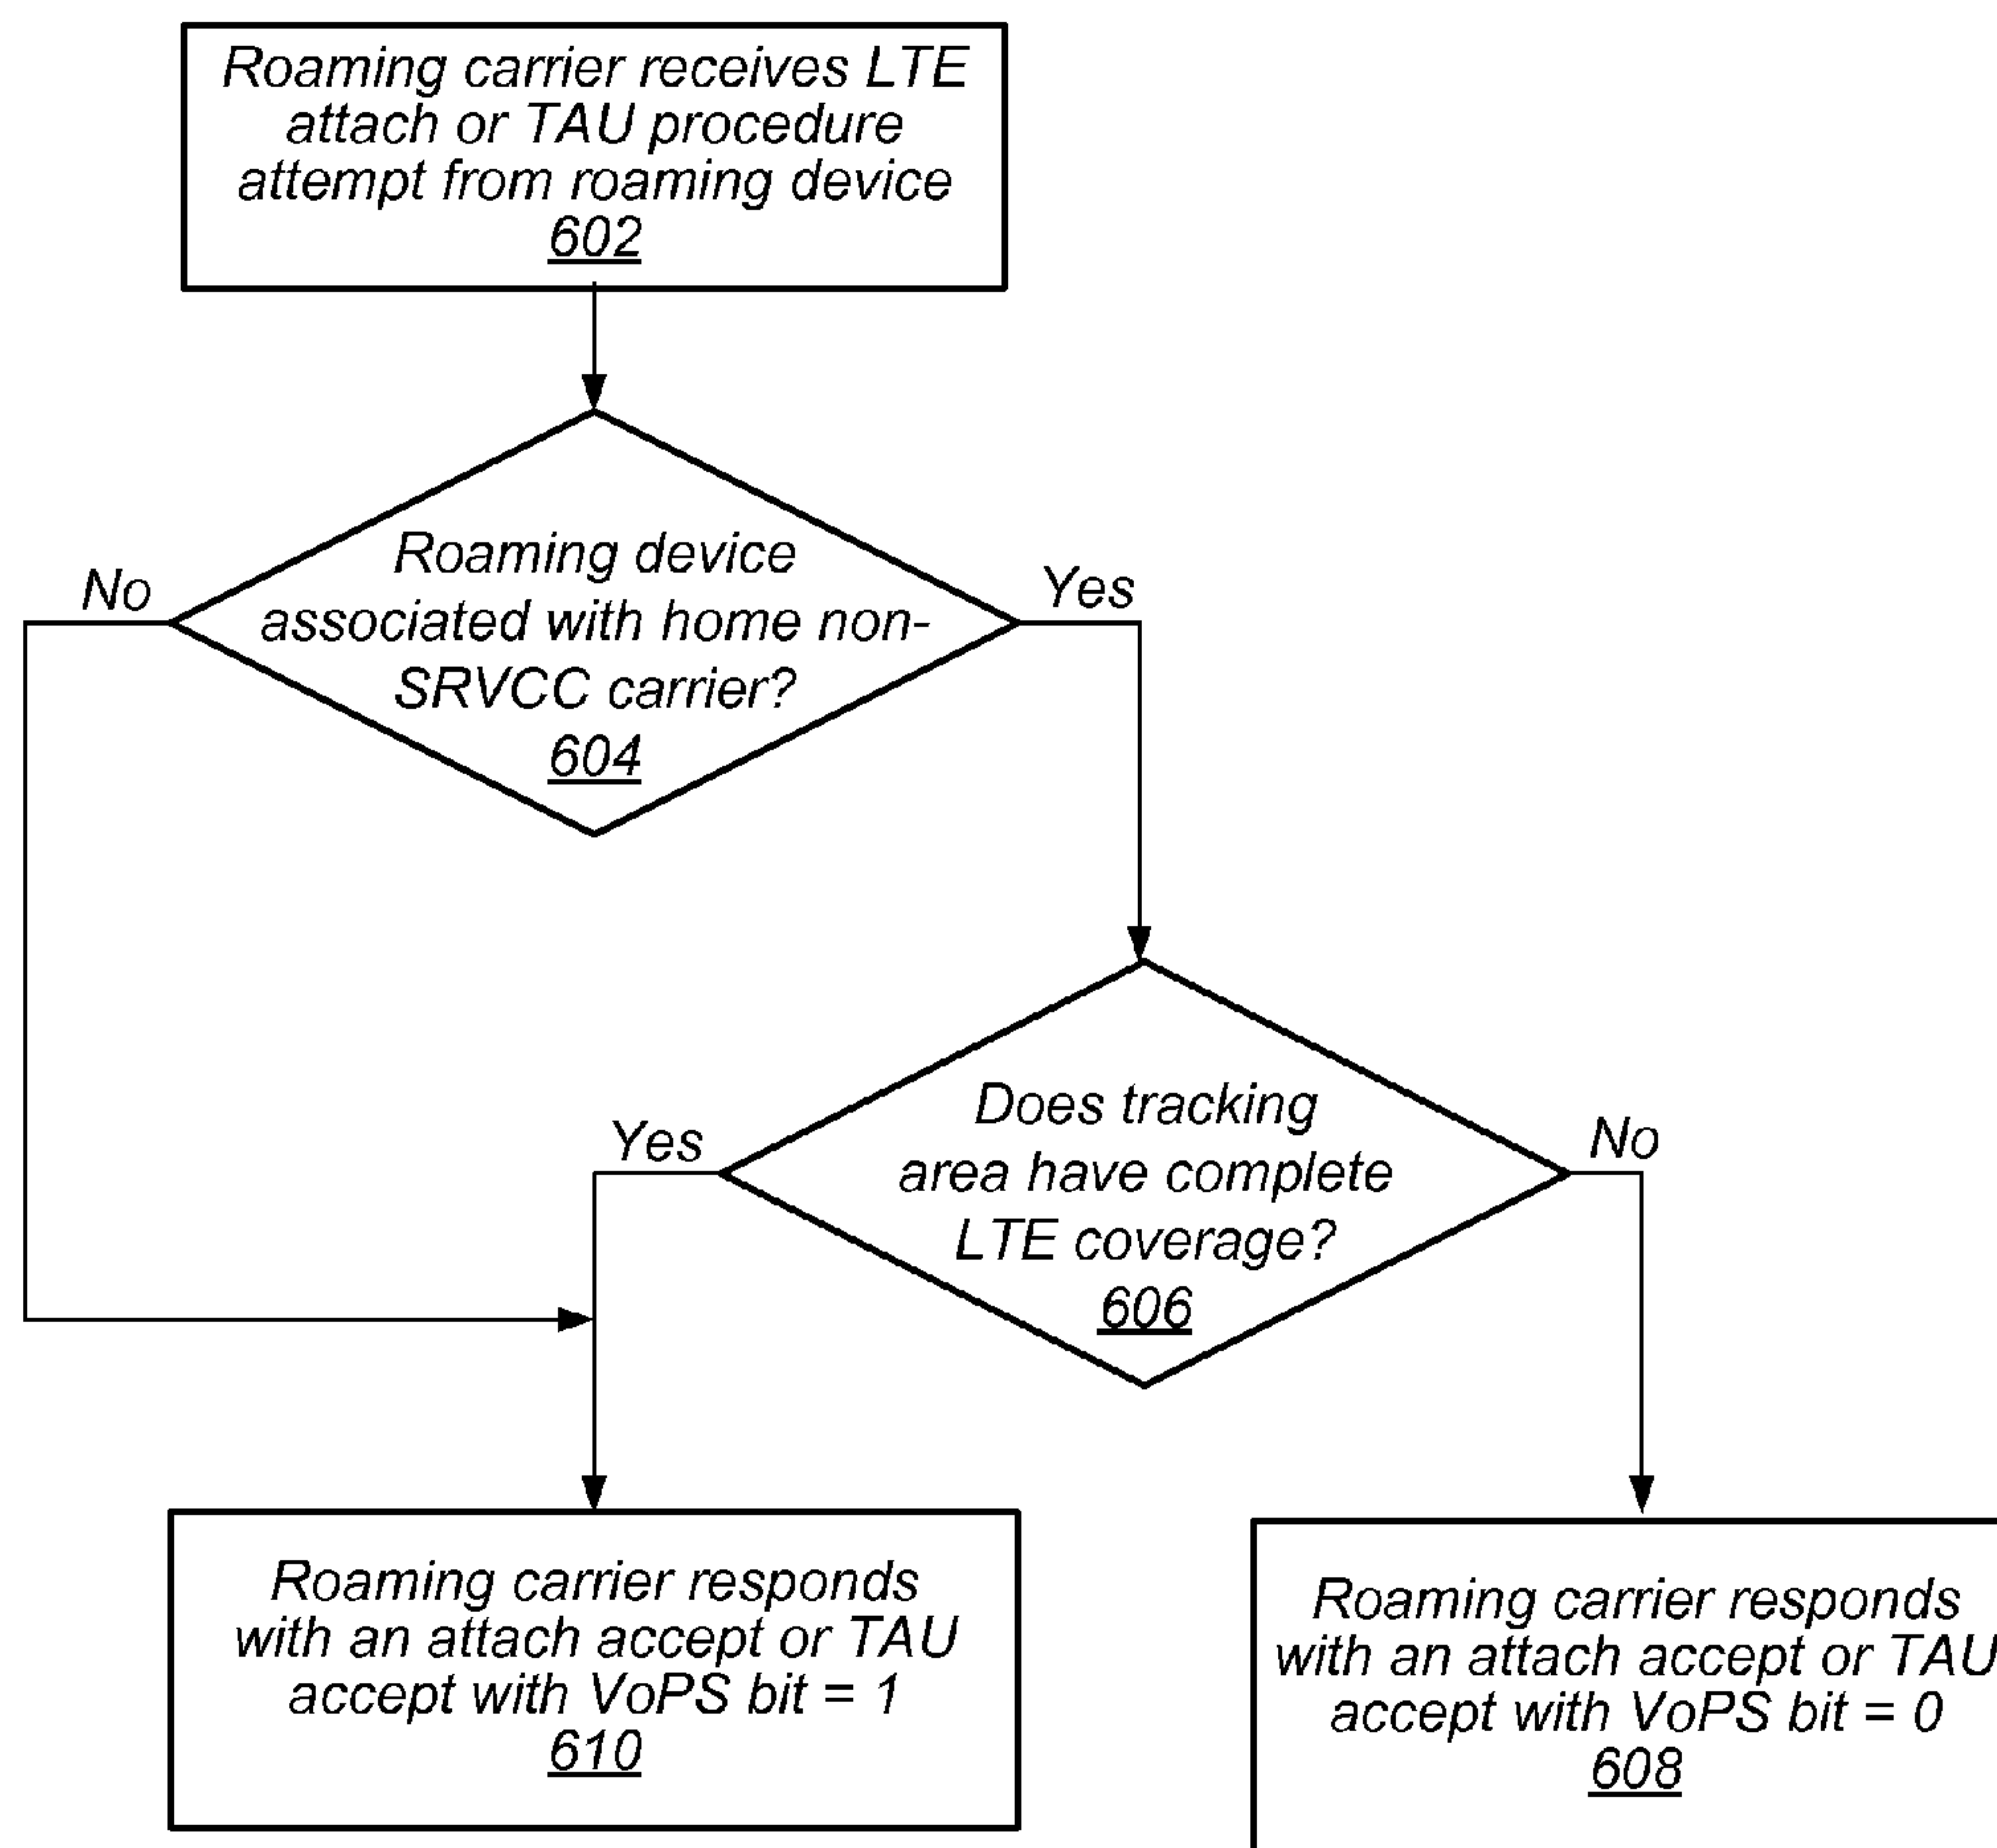 Roaming carrier receives LTE
attach or TAU procedure
attempt from roaming device
602
Roaming device
associated with home non-
SRVCC carrier?
604
No
Yes
Does tracking
area have complete
LTE coverage?
606
Yes
No
Roaming carrier responds
with an attach accept or TAU
accept with VoPS bit = 1
610
Roaming carrier responds
with an attach accept or TAU
accept with VoPS bit = 0
608